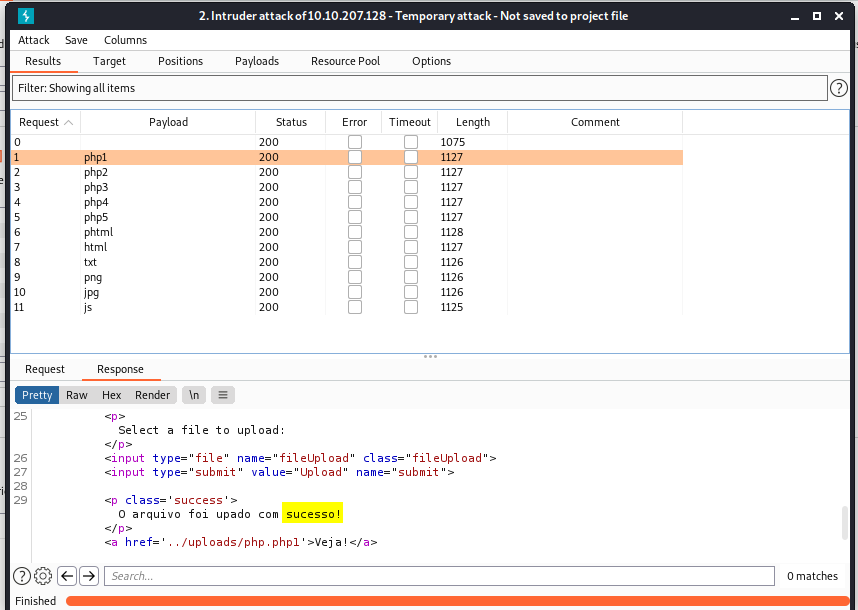 2. Intruder attack of 10.10.207.128 - Temporary attack - Not saved to project file
Attack Save Columns
Results Target Positions Payloads Resource Pool Options
Filter: Showing all items
?
Request Payload Status Error Timeout Length Comment
0 200 1075
1 php1 200 1127
2 php2 200 1127
3 php3 200 1127
4 php4 200 1127
5 php5 200 1127
6 phtml 200 1128
7 html 200 1127
8 txt 200 1126
9 png 200 1126
10 jpg 200 1126
11 js 200 1125
Request Response
Pretty Raw Hex Render \n
25 <p>
Select a file to upload:
</p>
26 <input type="file" name="fileUpload" class="fileUpload">
27 <input type="submit" value="Upload" name="submit">
28
29 <p class='success'>
O arquivo foi upado com sucesso!
</p>
<a href='../uploads/php.php1'>Veja!</a>
? Search... 0 matches
Finished